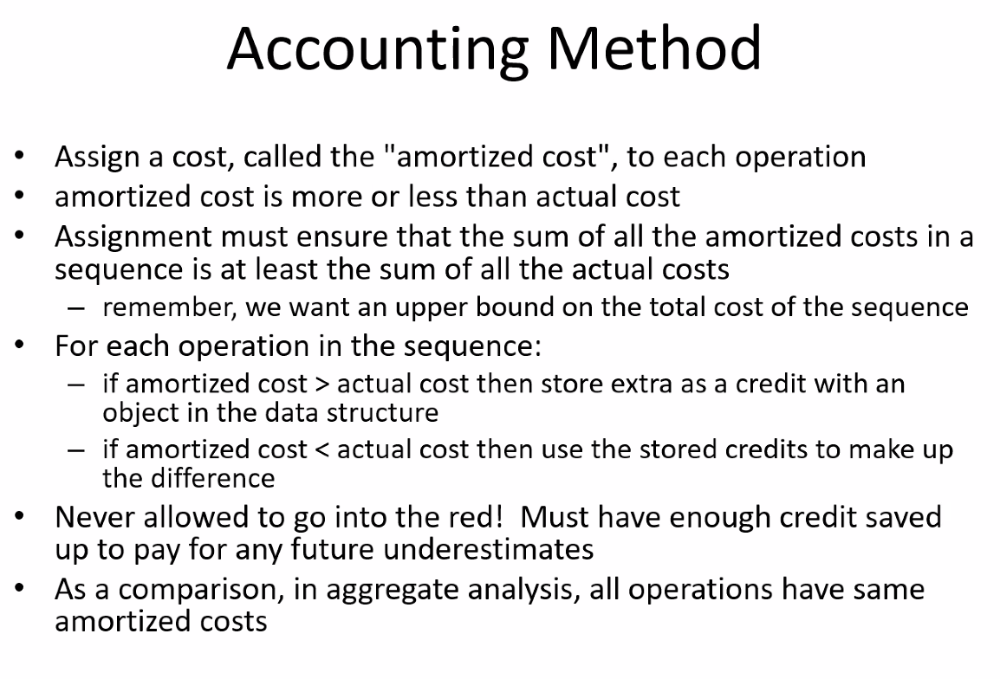 Accounting Method
• Assign a cost, called the "amortized cost", to each operation
• amortized cost is more or less than actual cost
• Assignment must ensure that the sum of all the amortized costs in a
sequence is at least the sum of all the actual costs
– remember, we want an upper bound on the total cost of the sequence
• For each operation in the sequence:
– if amortized cost > actual cost then store extra as a credit with an
object in the data structure
– if amortized cost < actual cost then use the stored credits to make up
the difference
• Never allowed to go into the red!  Must have enough credit saved
up to pay for any future underestimates
• As a comparison, in aggregate analysis, all operations have same
amortized costs